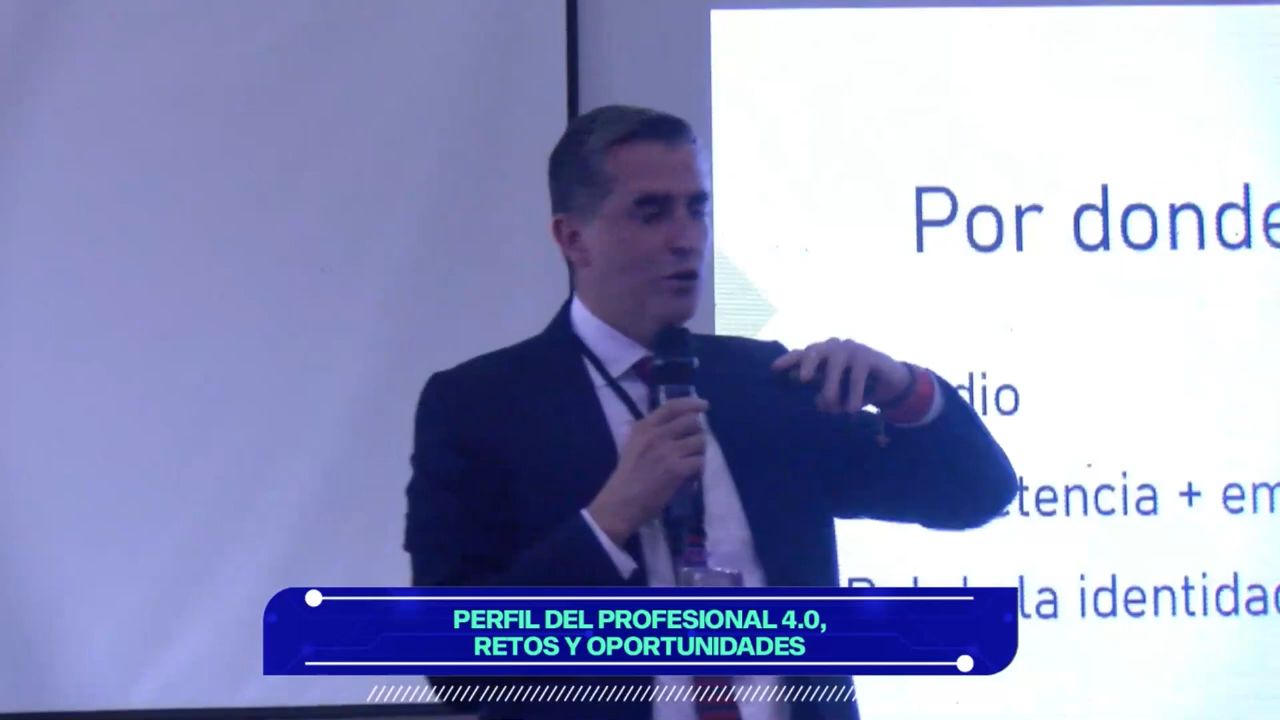 Por donde
dio
tencia + em
la identidad
PERFIL DEL PROFESIONAL 4.0,
RETOS Y OPORTUNIDADES